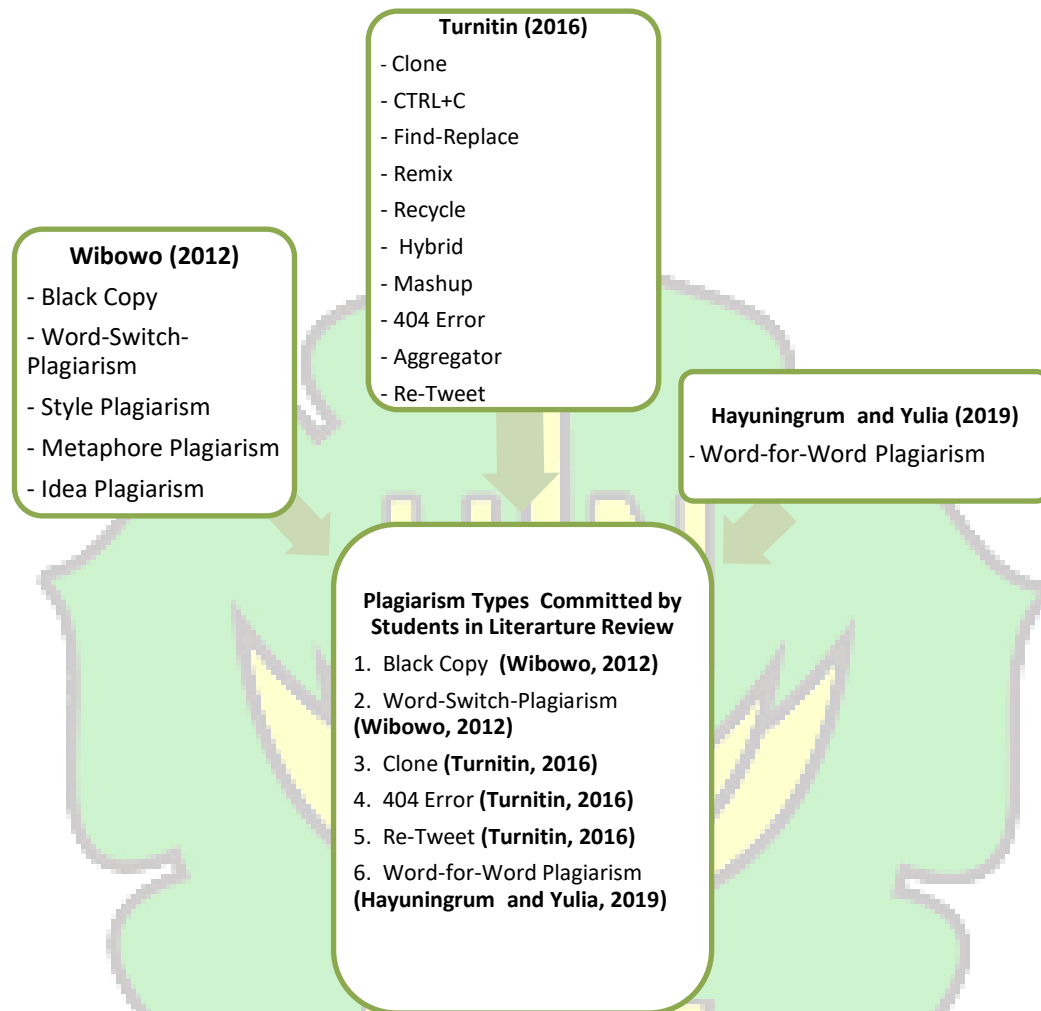 Turnitin (2016)
- Clone
- CTRL+C
- Find-Replace
- Remix
- Recycle
- Hybrid
- Mashup
- 404 Error
- Aggregator
- Re-Tweet
Wibowo (2012)
- Black Copy
- Word-Switch-
Plagiarism
- Style Plagiarism
- Metaphore Plagiarism
- Idea Plagiarism
Hayuningrum and Yulia (2019)
- Word-for-Word Plagiarism
Plagiarism Types Committed by
Students in Literarture Review
1. Black Copy (Wibowo, 2012)
2. Word-Switch-Plagiarism
(Wibowo, 2012)
3. Clone (Turnitin, 2016)
4. 404 Error (Turnitin, 2016)
5. Re-Tweet (Turnitin, 2016)
6. Word-for-Word Plagiarism
(Hayuningrum and Yulia, 2019)